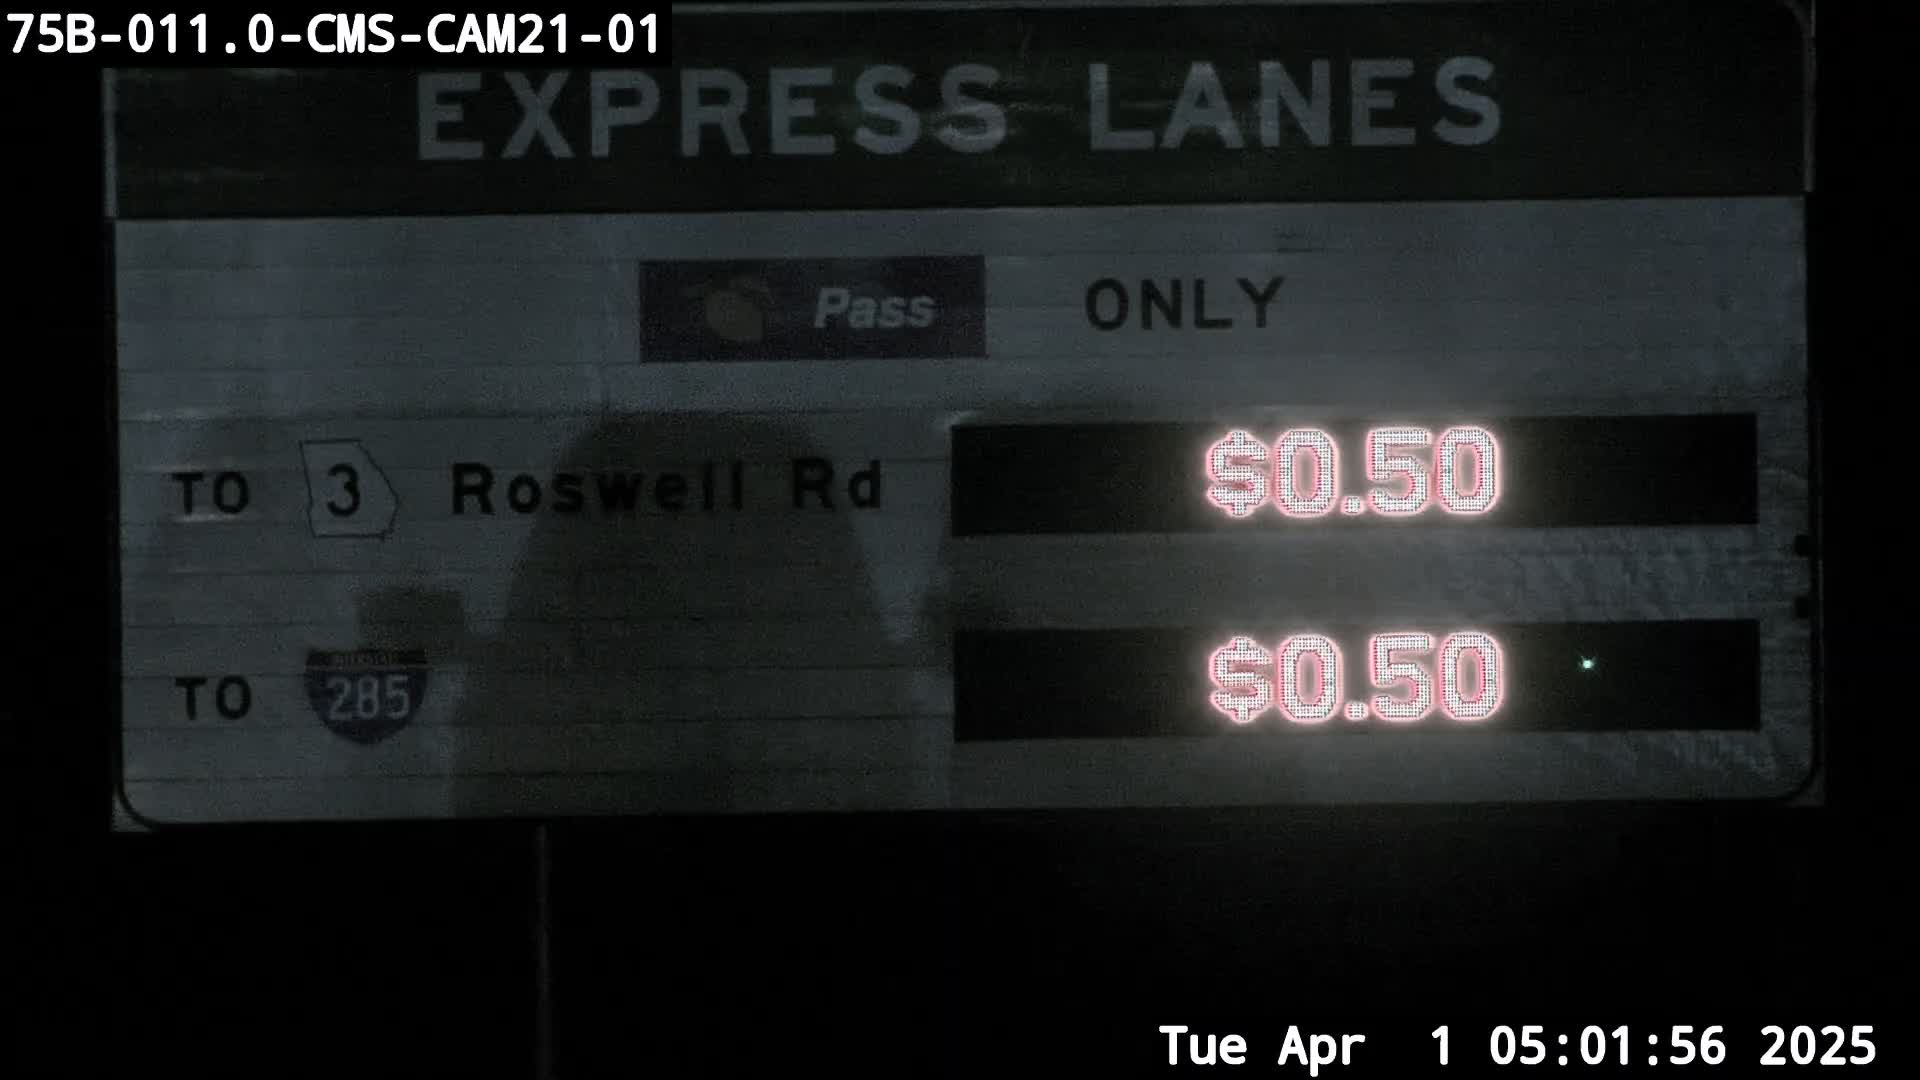 75B-011.0-CMS-CAM21-01
EXPRESS LANES
Pass ONLY
TO 3 Roswell Rd $0.50
INTERSTATE
TO 285 $0.50
Tue Apr 1 05:01:56 2025